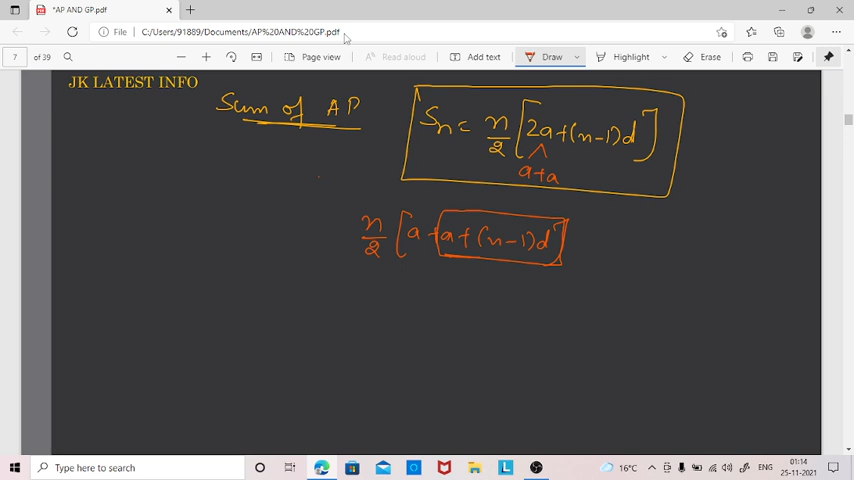 *AP AND GP.pdf
File C:/Users/91889/Documents/AP%20AND%20GP.pdf
7 of 39 Page view Read aloud Add text Draw Highlight Erase
JK LATEST INFO
Sum of AP
Sn = n/2 [2a+(n-1)d]
a+a
n/2 [a+a+(n-1)d]
Type here to search
16°C ENG 01:14
25-11-2021